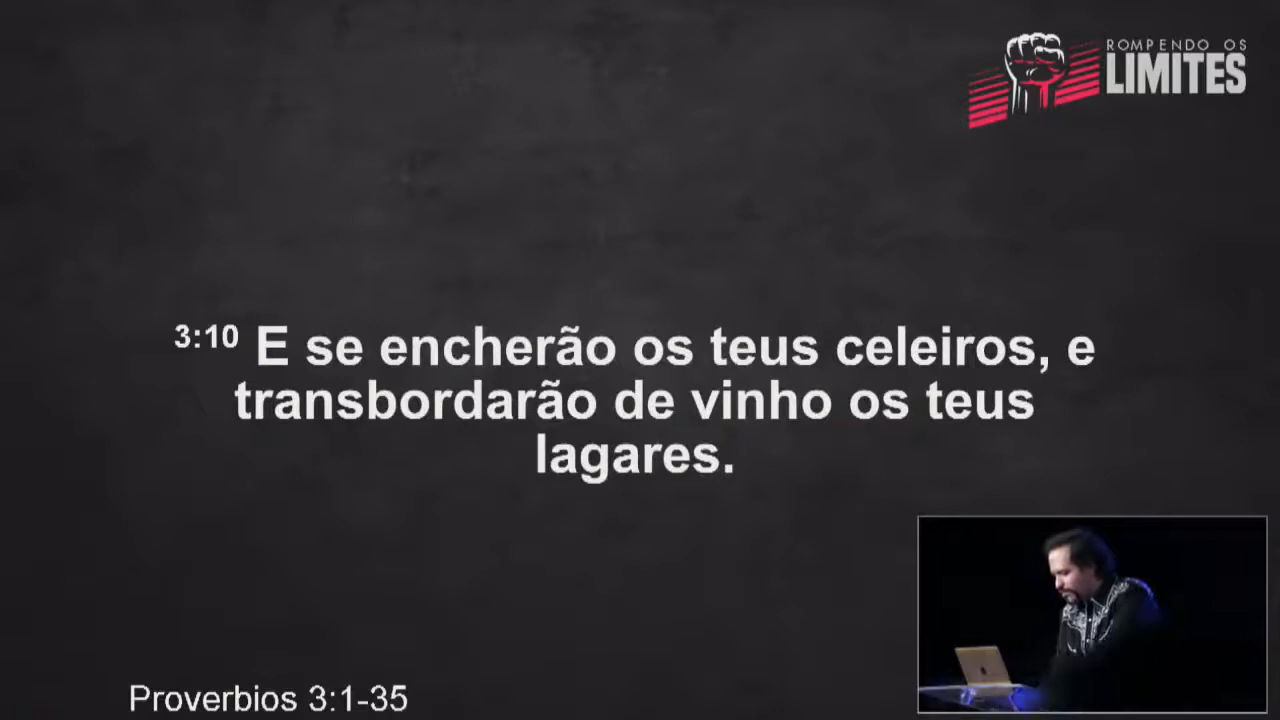 ROMPENDO OS
LIMITES
3:10 E se encherão os teus celeiros, e
transbordarão de vinho os teus
lagares.
Proverbios 3:1-35